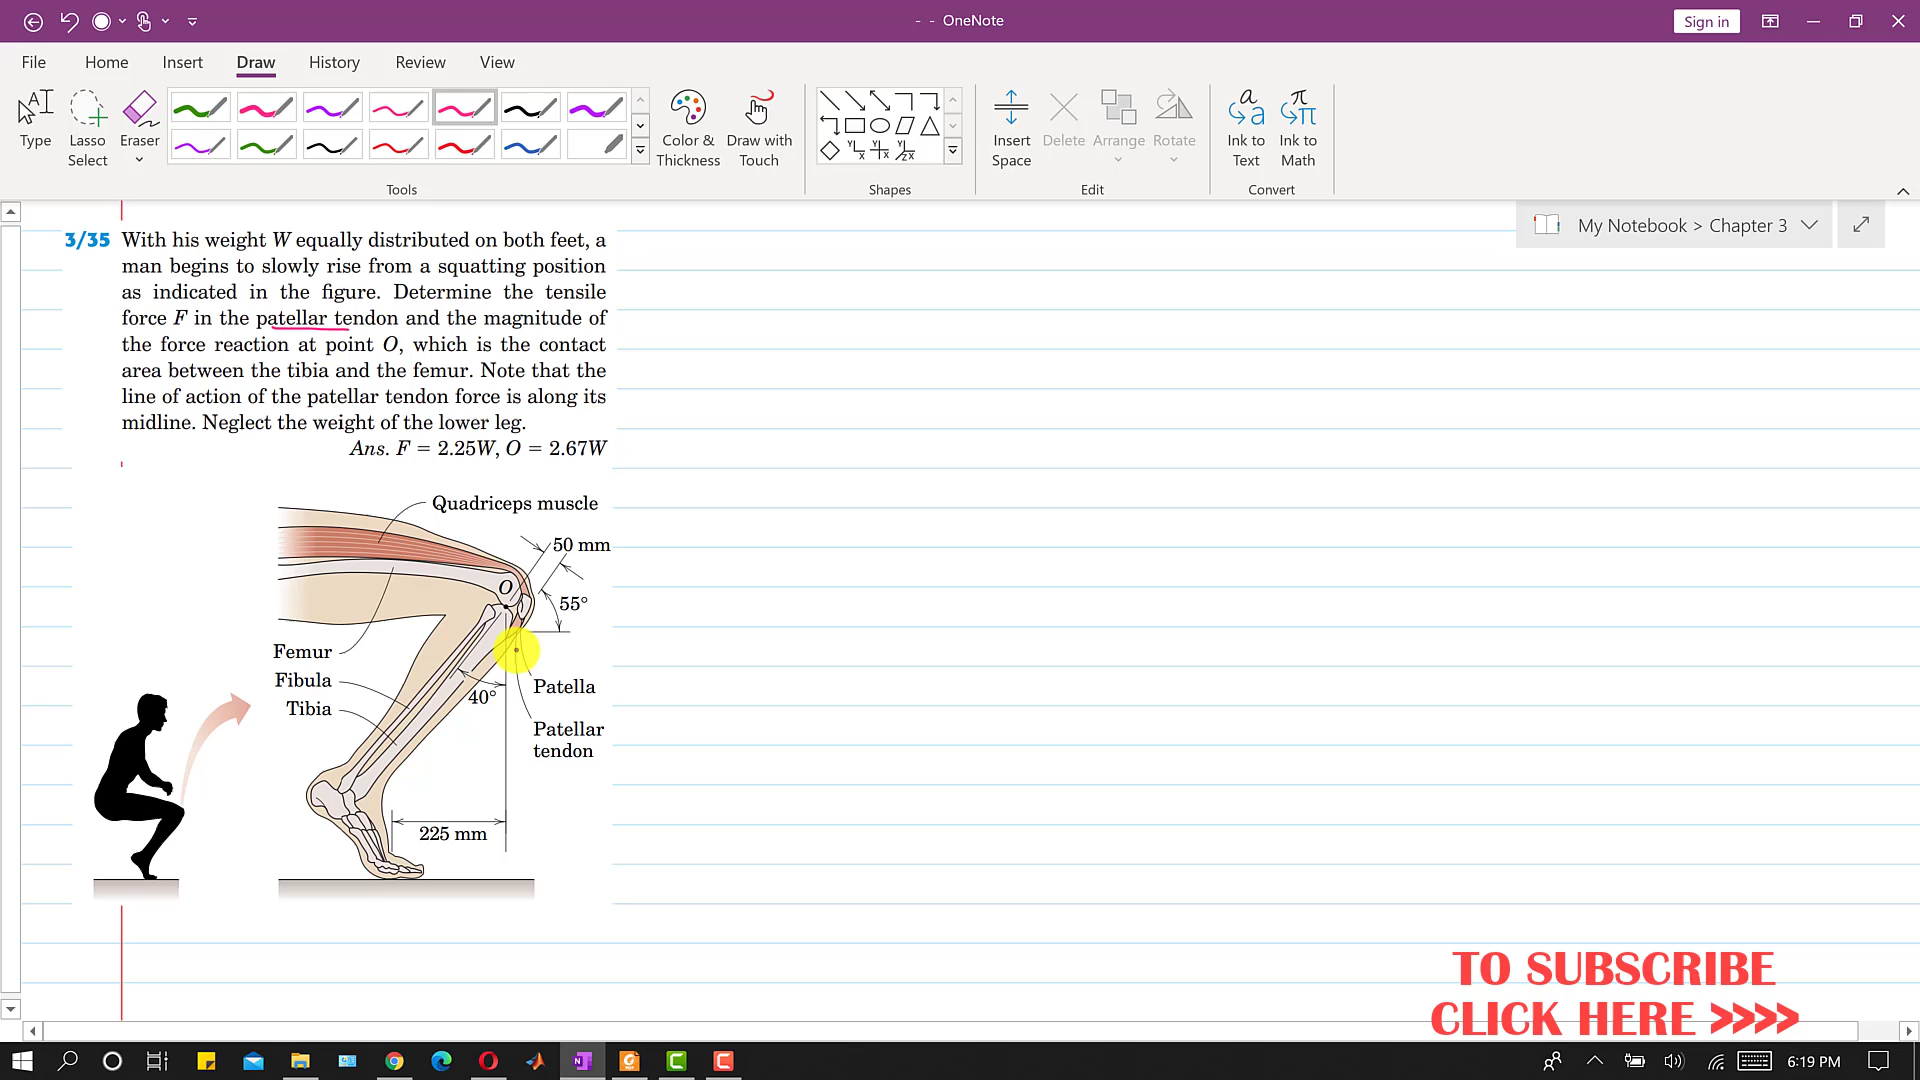 - - OneNote
Sign in
File Home Insert Draw History Review View
Type
Lasso Select
Eraser
Color & Thickness
Draw with Touch
Insert Space
Delete
Arrange
Rotate
Ink to Text
Ink to Math
Tools
Shapes
Edit
Convert
My Notebook > Chapter 3
3/35 With his weight W equally distributed on both feet, a
man begins to slowly rise from a squatting position
as indicated in the figure. Determine the tensile
force F in the patellar tendon and the magnitude of
the force reaction at point O, which is the contact
area between the tibia and the femur. Note that the
line of action of the patellar tendon force is along its
midline. Neglect the weight of the lower leg.
Ans. F = 2.25W, O = 2.67W
Quadriceps muscle
50 mm
O
55°
Femur
Fibula
Tibia
40°
Patella
Patellar
tendon
225 mm
TO SUBSCRIBE
CLICK HERE >>>>
6:19 PM